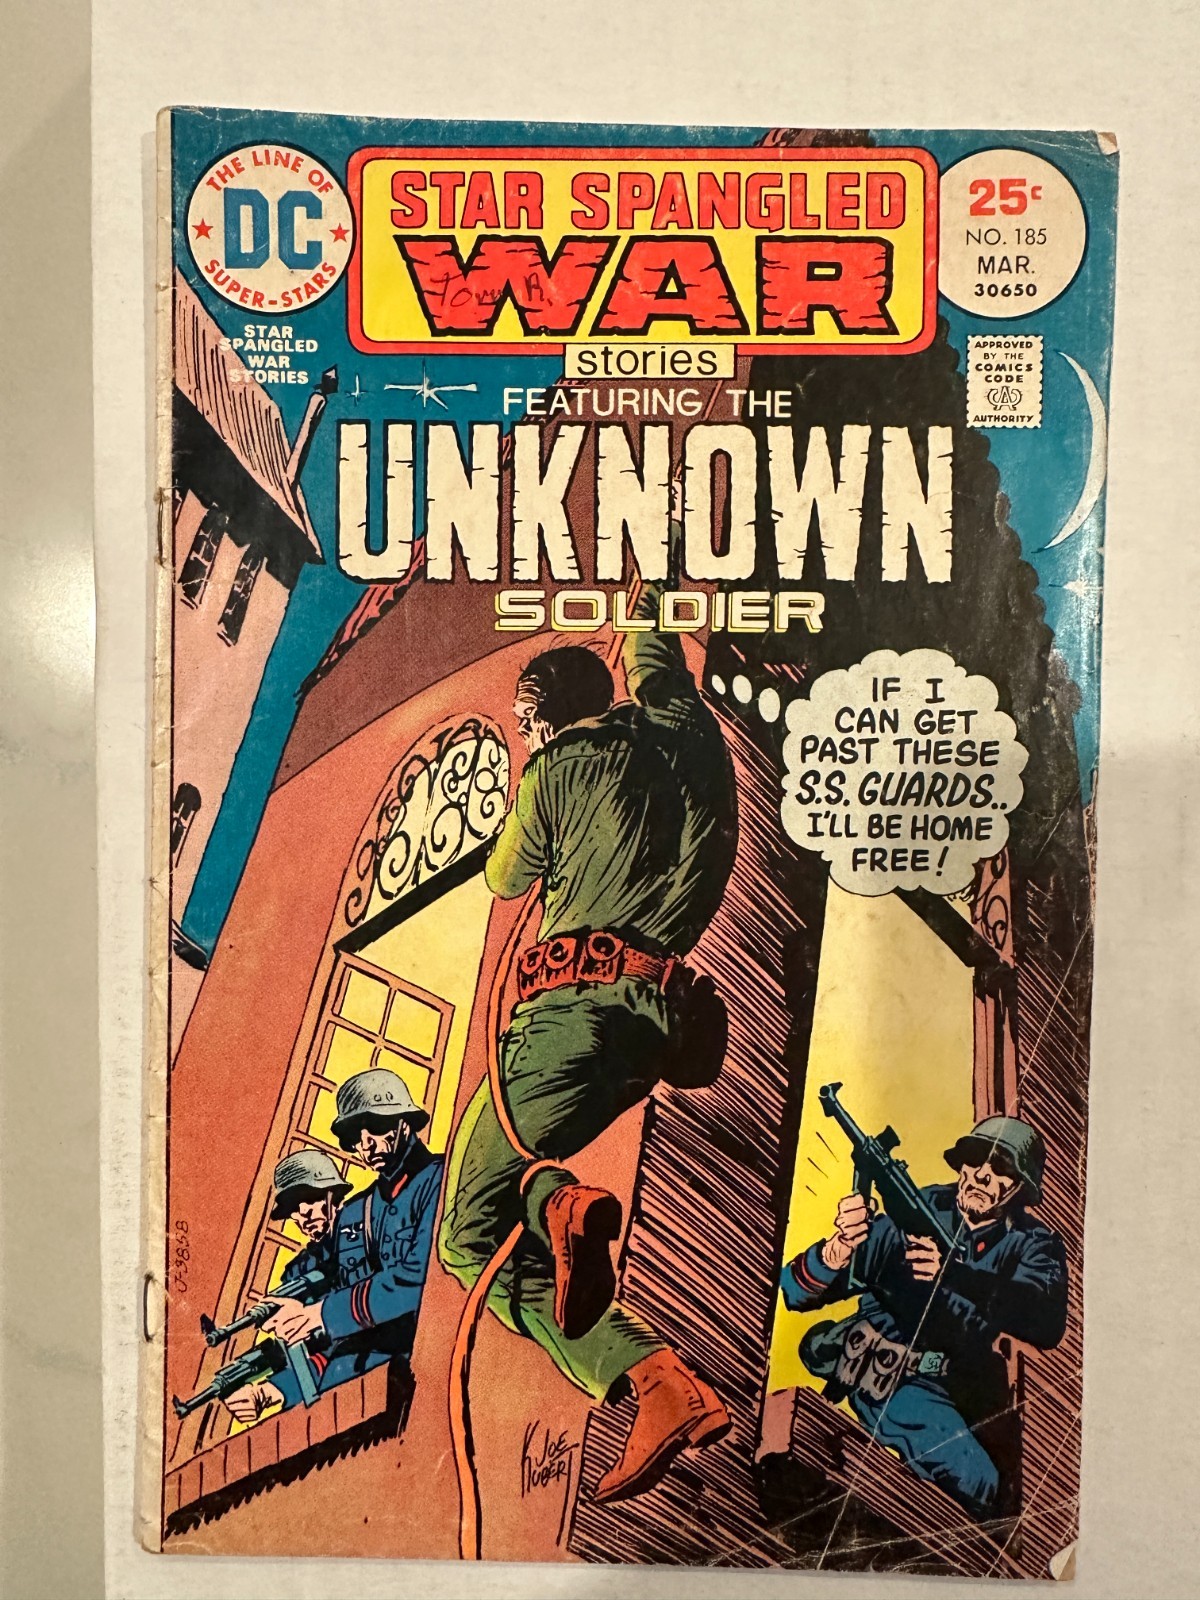 THE LINE OF
DC
SUPER-STARS
STAR
SPANGLED
WAR
STORIES
STAR SPANGLED
WAR
stories
25¢
NO. 185
MAR.
30650
APPROVED
BY THE
COMICS
CODE
CA
AUTHORITY
FEATURING THE
UNKNOWN
SOLDIER
IF I
CAN GET
PAST THESE
S.S. GUARDS..
I'LL BE HOME
FREE!
JOE
KUBERT